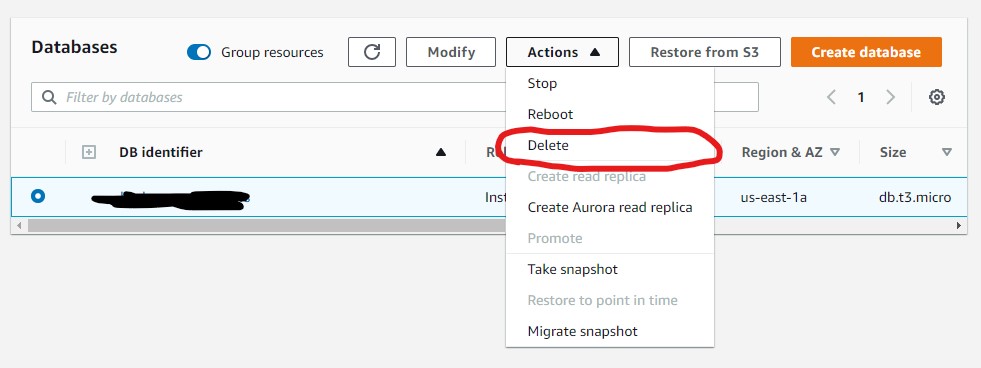 Databases
Group resources
Modify
Actions
Restore from S3
Create database
Filter by databases
1
Stop
Reboot
Delete
Create read replica
Create Aurora read replica
Promote
Take snapshot
Restore to point in time
Migrate snapshot
DB identifier
Region & AZ
Size
us-east-1a
db.t3.micro